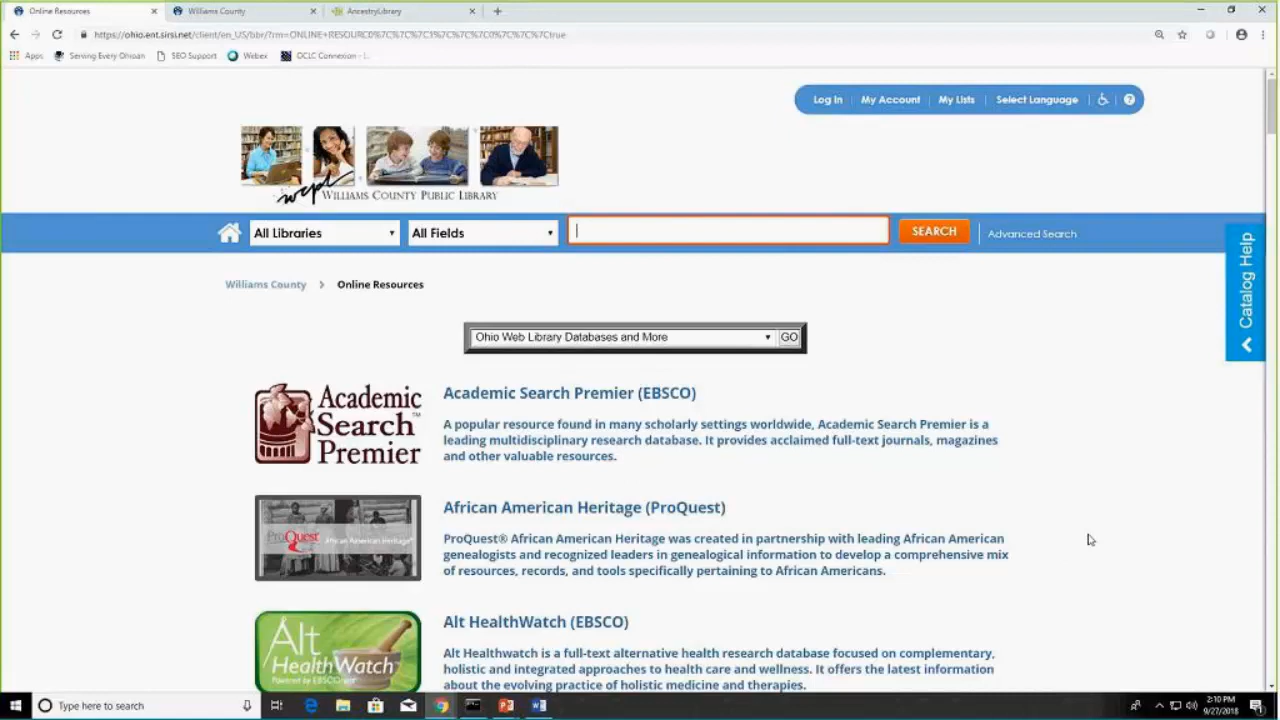 Online Resources
Williams County
AncestryLibrary
https://ohio.ent.sirsi.net/client/en_US/bbr/?rm=ONLINE+RESOURC0%7C%7C%7C1%7C%7C%7C0%7C%7C%7Ctrue
Apps
Serving Every Ohioan
SEO Support
Webex
OCLC Connexion - L
Log In
My Account
My Lists
Select Language
wcpl
WILLIAMS COUNTY PUBLIC LIBRARY
All Libraries
All Fields
SEARCH
Advanced Search
Catalog Help
Williams County
Online Resources
Ohio Web Library Databases and More
GO
Academic
Search
Premier
Academic Search Premier (EBSCO)
A popular resource found in many scholarly settings worldwide, Academic Search Premier is a
leading multidisciplinary research database. It provides acclaimed full-text journals, magazines
and other valuable resources.
ProQuest
African American Heritage
African American Heritage (ProQuest)
ProQuest® African American Heritage was created in partnership with leading African American
genealogists and recognized leaders in genealogical information to develop a comprehensive mix
of resources, records, and tools specifically pertaining to African Americans.
Alt
HealthWatch
Powered by EBSCOhost
Alt HealthWatch (EBSCO)
Alt Healthwatch is a full-text alternative health research database focused on complementary,
holistic and integrated approaches to health care and wellness. It offers the latest information
about the evolving practice of holistic medicine and therapies.
Type here to search
2:10 PM
9/27/2018